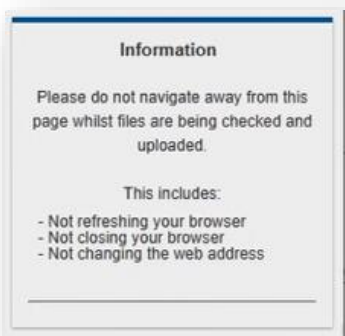 Information
Please do not navigate away from this
page whilst files are being checked and
uploaded.
This includes:
- Not refreshing your browser
- Not closing your browser
- Not changing the web address